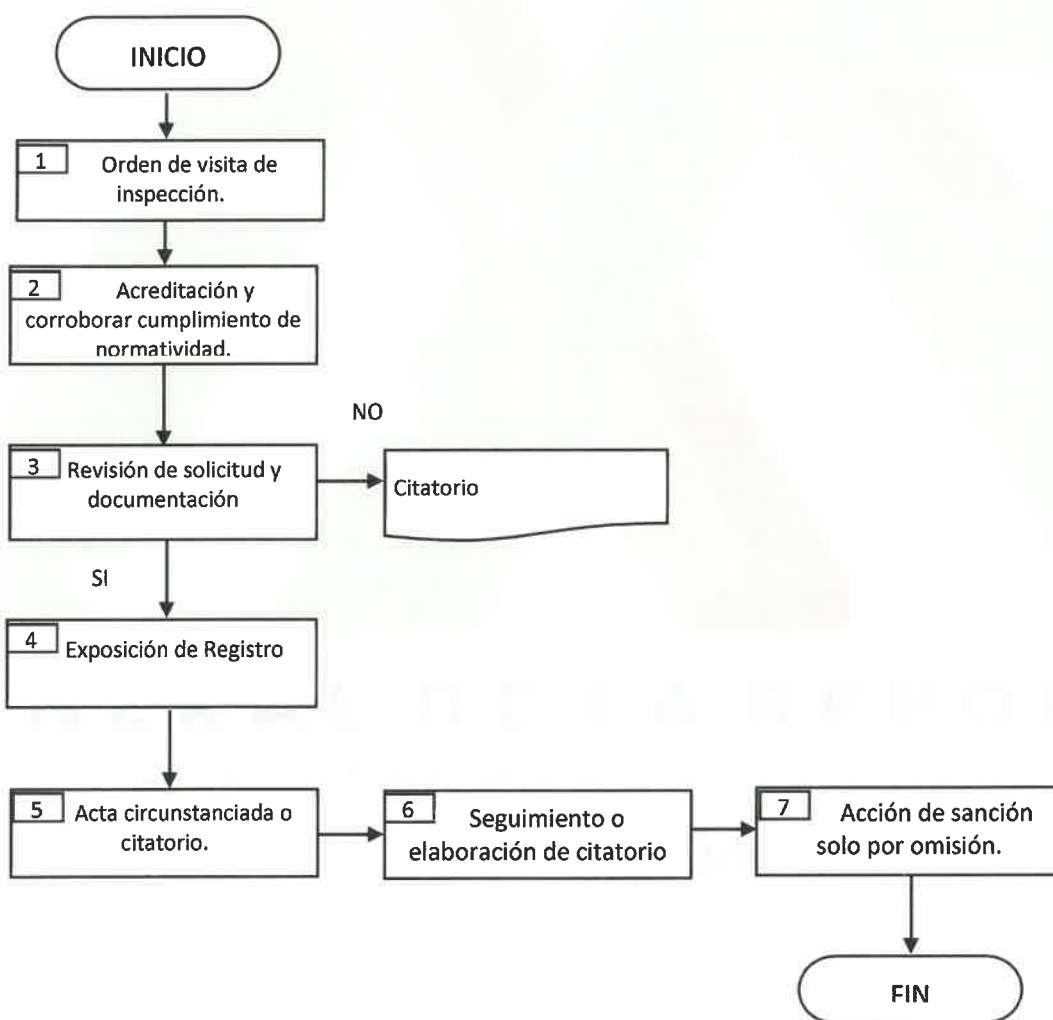 INICIO
1 Orden de visita de
inspección.
2 Acreditación y
corroborar cumplimiento de
normatividad.
NO
3 Revisión de solicitud y
documentación
Citatorio
SI
4 Exposición de Registro
5 Acta circunstanciada o
citatorio.
6 Seguimiento o
elaboración de citatorio
7 Acción de sanción
solo por omisión.
FIN